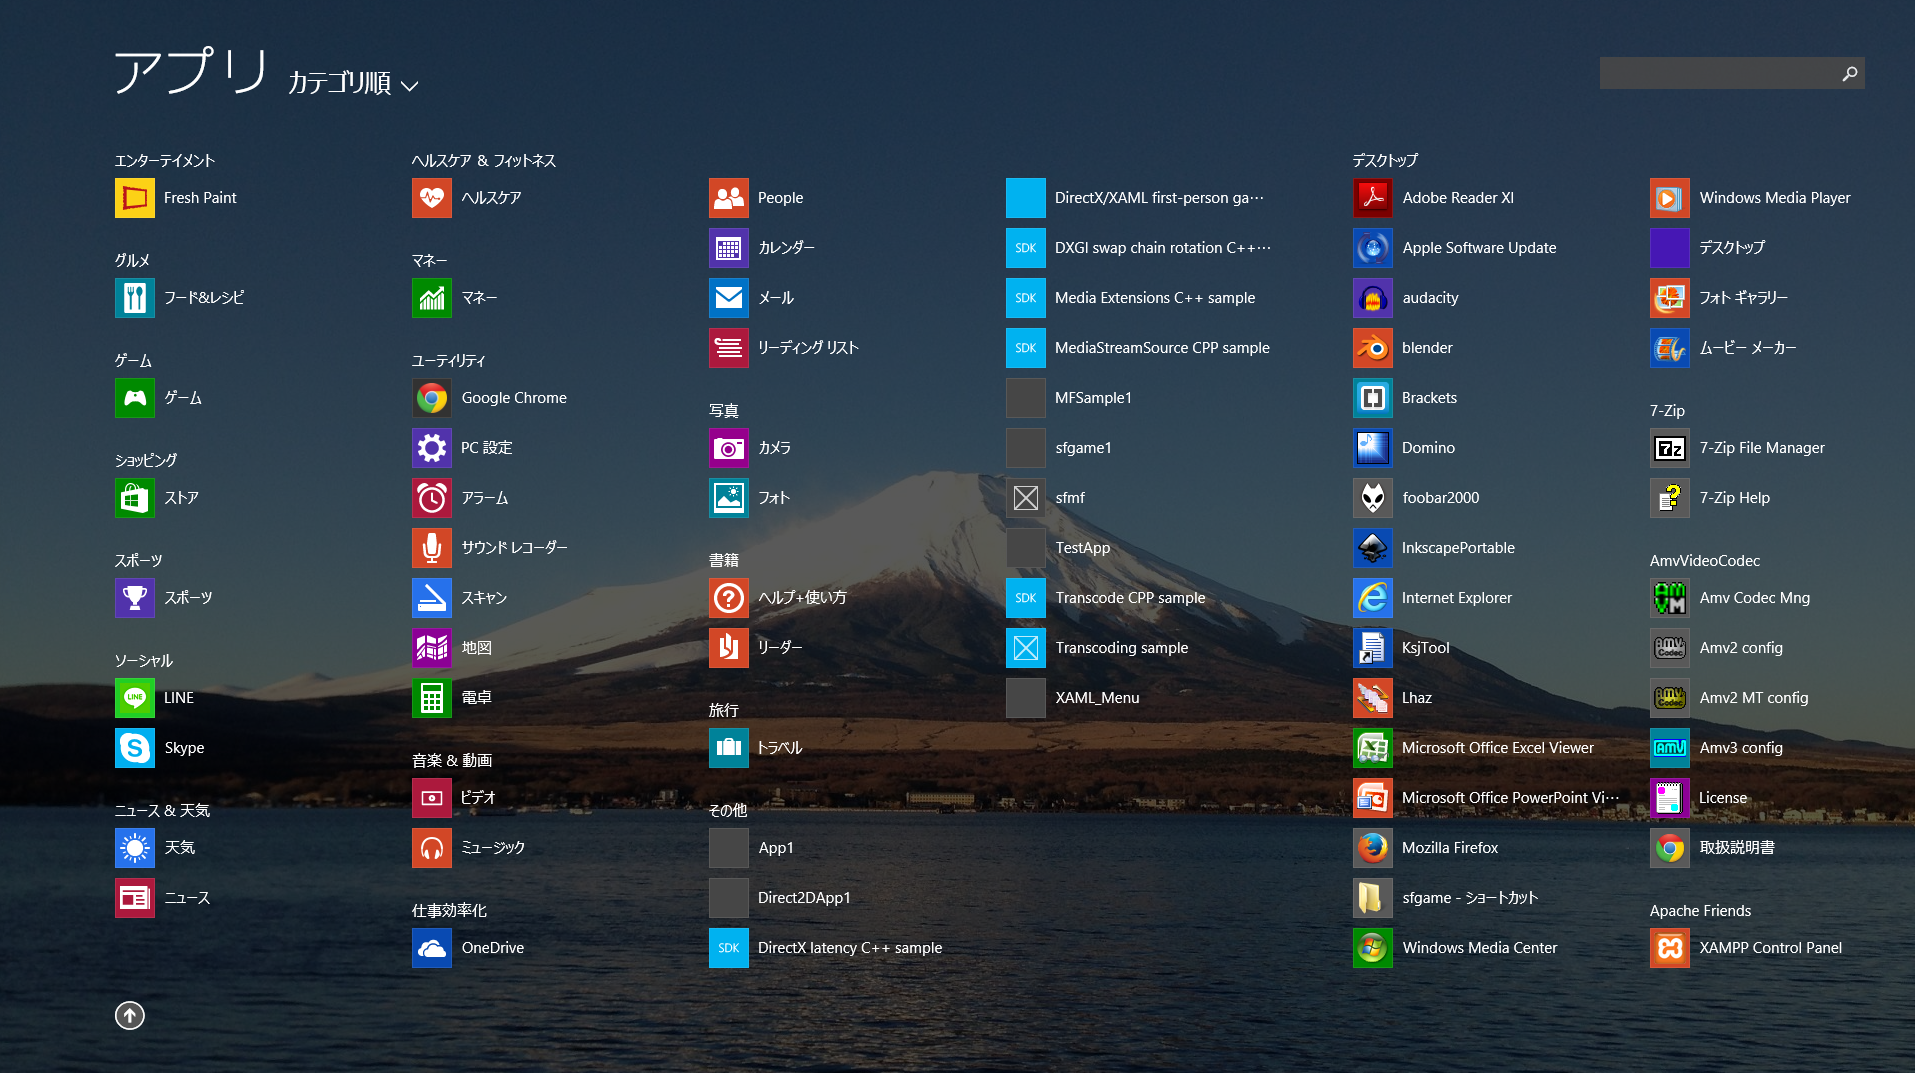 アプリ カテゴリ順
エンターテイメント
Fresh Paint
グルメ
フード&レシピ
ゲーム
ゲーム
ショッピング
ストア
スポーツ
スポーツ
ソーシャル
LINE
LINE
Skype
ニュース & 天気
天気
ニュース
ヘルスケア & フィットネス
ヘルスケア
マネー
マネー
ユーティリティ
Google Chrome
PC 設定
アラーム
サウンド レコーダー
スキャン
地図
電卓
音楽 & 動画
ビデオ
ミュージック
仕事効率化
OneDrive
People
カレンダー
メール
リーディング リスト
写真
カメラ
フォト
書籍
ヘルプ+使い方
リーダー
旅行
トラベル
その他
App1
Direct2DApp1
SDK
DirectX latency C++ sample
DirectX/XAML first-person ga…
SDK
DXGI swap chain rotation C++…
SDK
Media Extensions C++ sample
SDK
MediaStreamSource CPP sample
MFSample1
sfgame1
sfmf
TestApp
SDK
Transcode CPP sample
Transcoding sample
XAML_Menu
デスクトップ
Adobe Reader XI
Apple Software Update
audacity
blender
Brackets
Domino
foobar2000
InkscapePortable
Internet Explorer
KsjTool
Lhaz
Microsoft Office Excel Viewer
Microsoft Office PowerPoint Vi…
Mozilla Firefox
sfgame - ショートカット
Windows Media Center
Windows Media Player
デスクトップ
フォト ギャラリー
ムービー メーカー
7-Zip
7z
7-Zip File Manager
7-Zip Help
AmvVideoCodec
AMVM
Amv Codec Mng
AMV Codec
Amv2 config
AMV Codec
Amv2 MT config
AMV
Amv3 config
License
取扱説明書
Apache Friends
XAMPP Control Panel